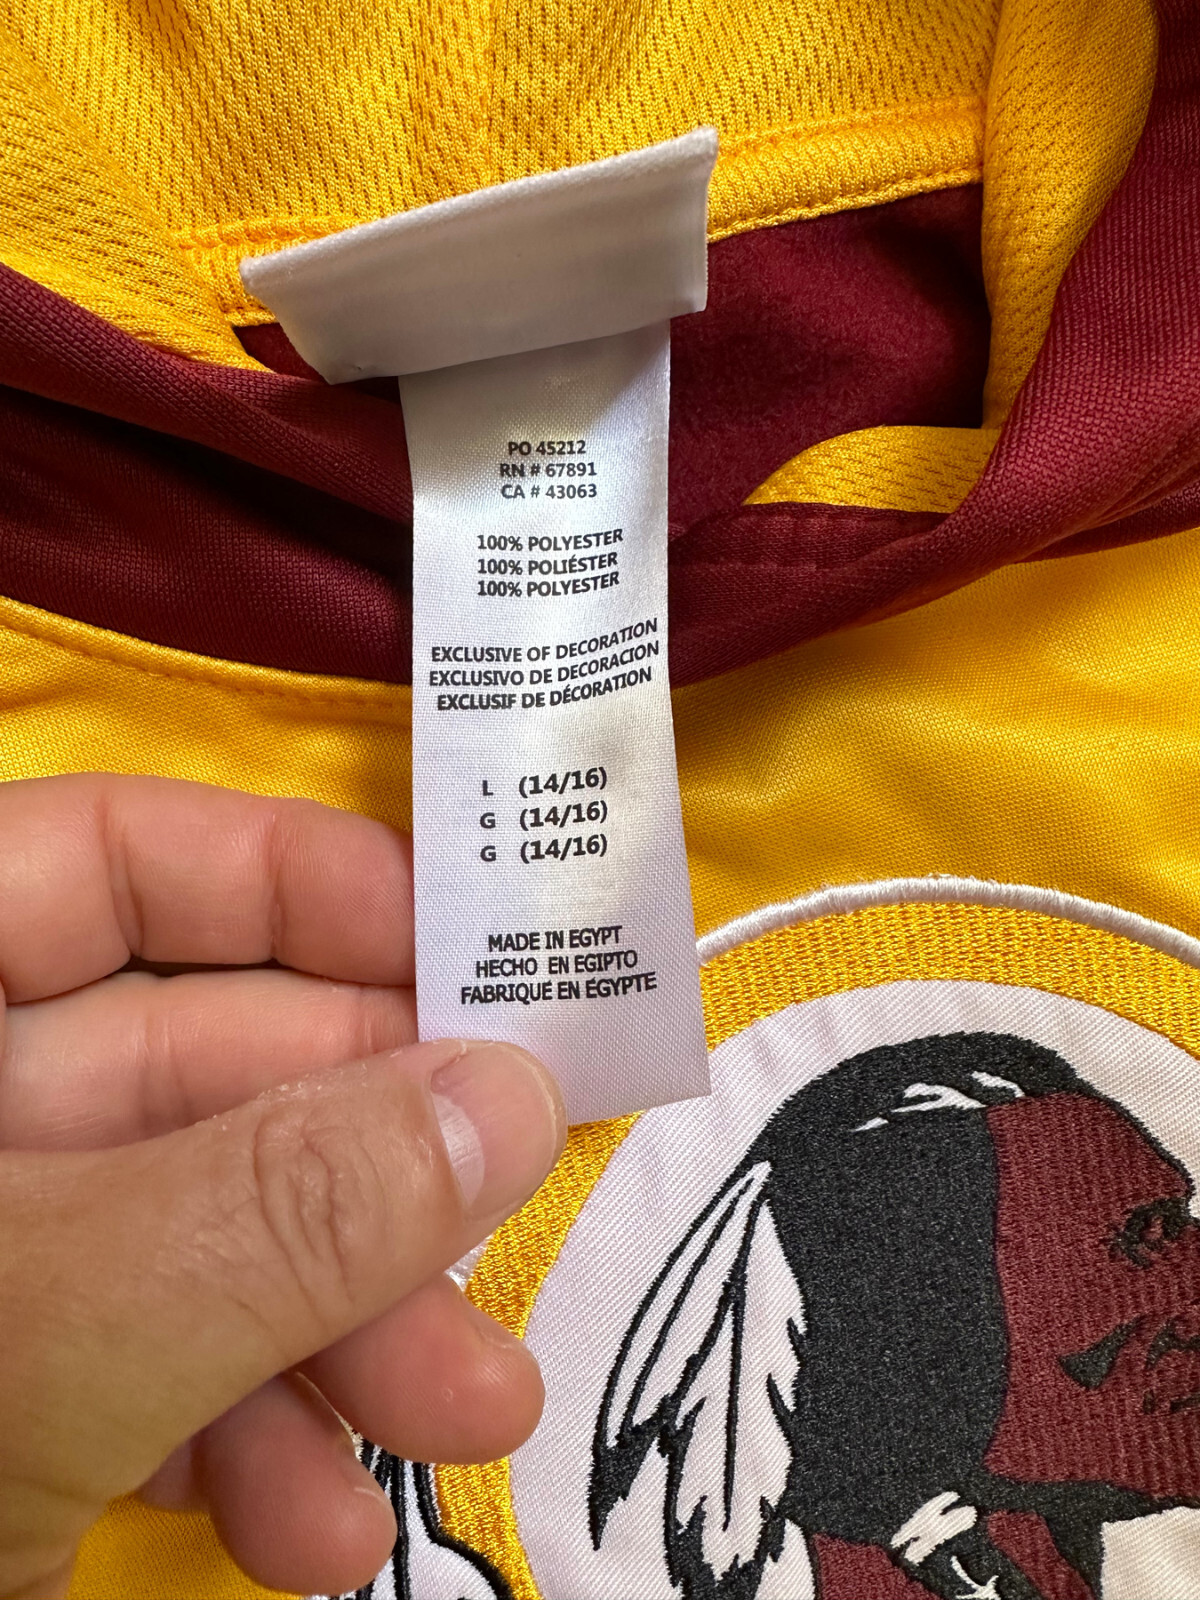 PO 45212
RN # 67891
CA # 43063
100% POLYESTER
100% POLIÉSTER
100% POLYESTER
EXCLUSIVE OF DECORATION
EXCLUSIVO DE DECORACION
EXCLUSIF DE DÉCORATION
L (14/16)
G (14/16)
G (14/16)
MADE IN EGYPT
HECHO EN EGIPTO
FABRIQUÉ EN EGYPTE